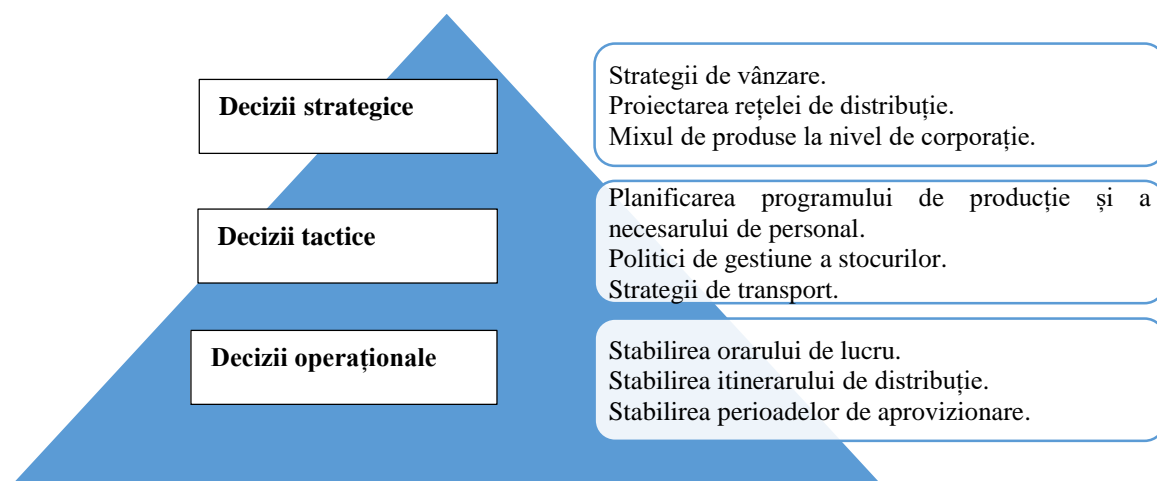 Decizii strategice
Strategii de vânzare.
Proiectarea rețelei de distribuție.
Mixul de produse la nivel de corporație.
Decizii tactice
Planificarea programului de producție și a
necesarului de personal.
Politici de gestiune a stocurilor.
Strategii de transport.
Decizii operaționale
Stabilirea orarului de lucru.
Stabilirea itinerarului de distribuție.
Stabilirea perioadelor de aprovizionare.